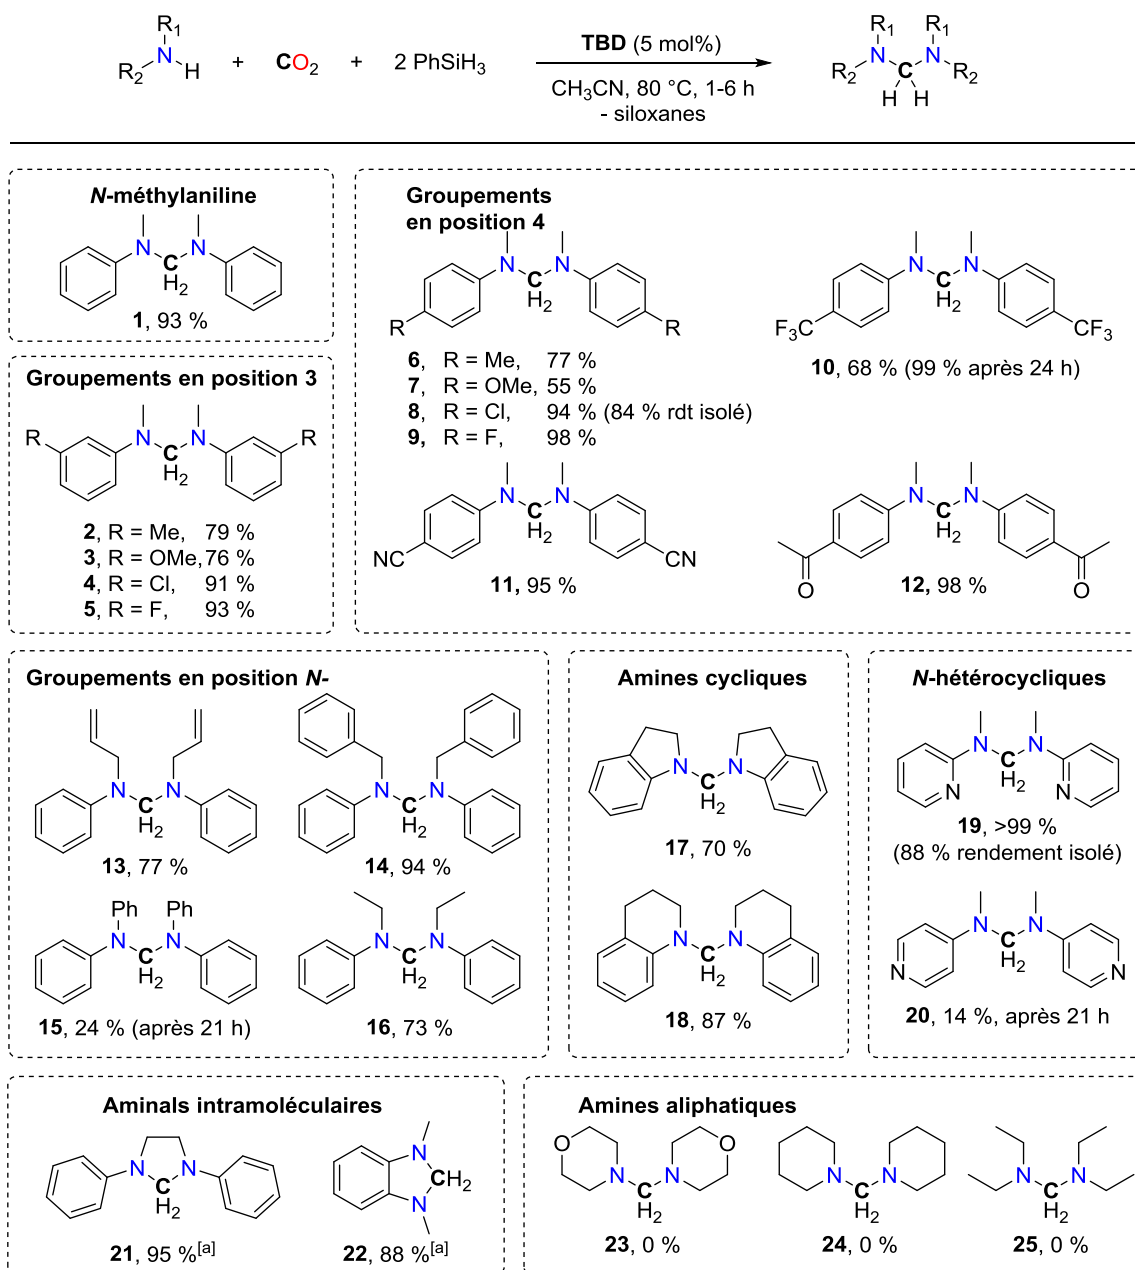 R1
R2 N H + CO2 + 2 PhSiH3
TBD (5 mol%)
CH3CN, 80 °C, 1-6 h
- siloxanes
R1 R1
R2 N C N R2
H H
N-méthylaniline
N C N
H2
1, 93 %
Groupements en position 3
R N C N R
H2
2, R = Me, 79 %
3, R = OMe, 76 %
4, R = Cl, 91 %
5, R = F, 93 %
Groupements
en position 4
N C N
H2
R R
6, R = Me, 77 %
7, R = OMe, 55 %
8, R = Cl, 94 % (84 % rdt isolé)
9, R = F, 98 %
N C N
H2
F3C CF3
10, 68 % (99 % après 24 h)
N C N
H2
NC CN
11, 95 %
N C N
H2
O O
12, 98 %
Groupements en position N-
N C N
H2
13, 77 %
N C N
H2
14, 94 %
Ph Ph
N C N
H2
15, 24 % (après 21 h)
N C N
H2
16, 73 %
Amines cycliques
N C N
H2
17, 70 %
N C N
H2
18, 87 %
N-hétérocycliques
N C N
H2
N N
19, >99 %
(88 % rendement isolé)
N C N
H2
N N
20, 14 %, après 21 h
Aminals intramoléculaires
N N
C
H2
21, 95 %[a]
N
CH2
N
22, 88 %[a]
Amines aliphatiques
O O
N C N
H2
23, 0 %
N C N
H2
24, 0 %
N C N
H2
25, 0 %